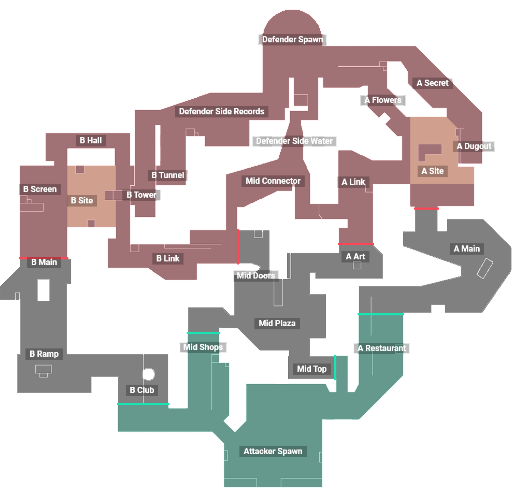 Defender Spawn
A Secret
A Flowers
Defender Side Records
Defender Side Water
B Hall
A Dugout
A Site
B Tunnel
Mid Connector
A Link
B Screen
B Tower
B Site
A Main
B Link
A Art
B Main
Mid Doors
Mid Plaza
Mid Shops
A Restaurant
B Ramp
Mid Top
B Club
Attacker Spawn